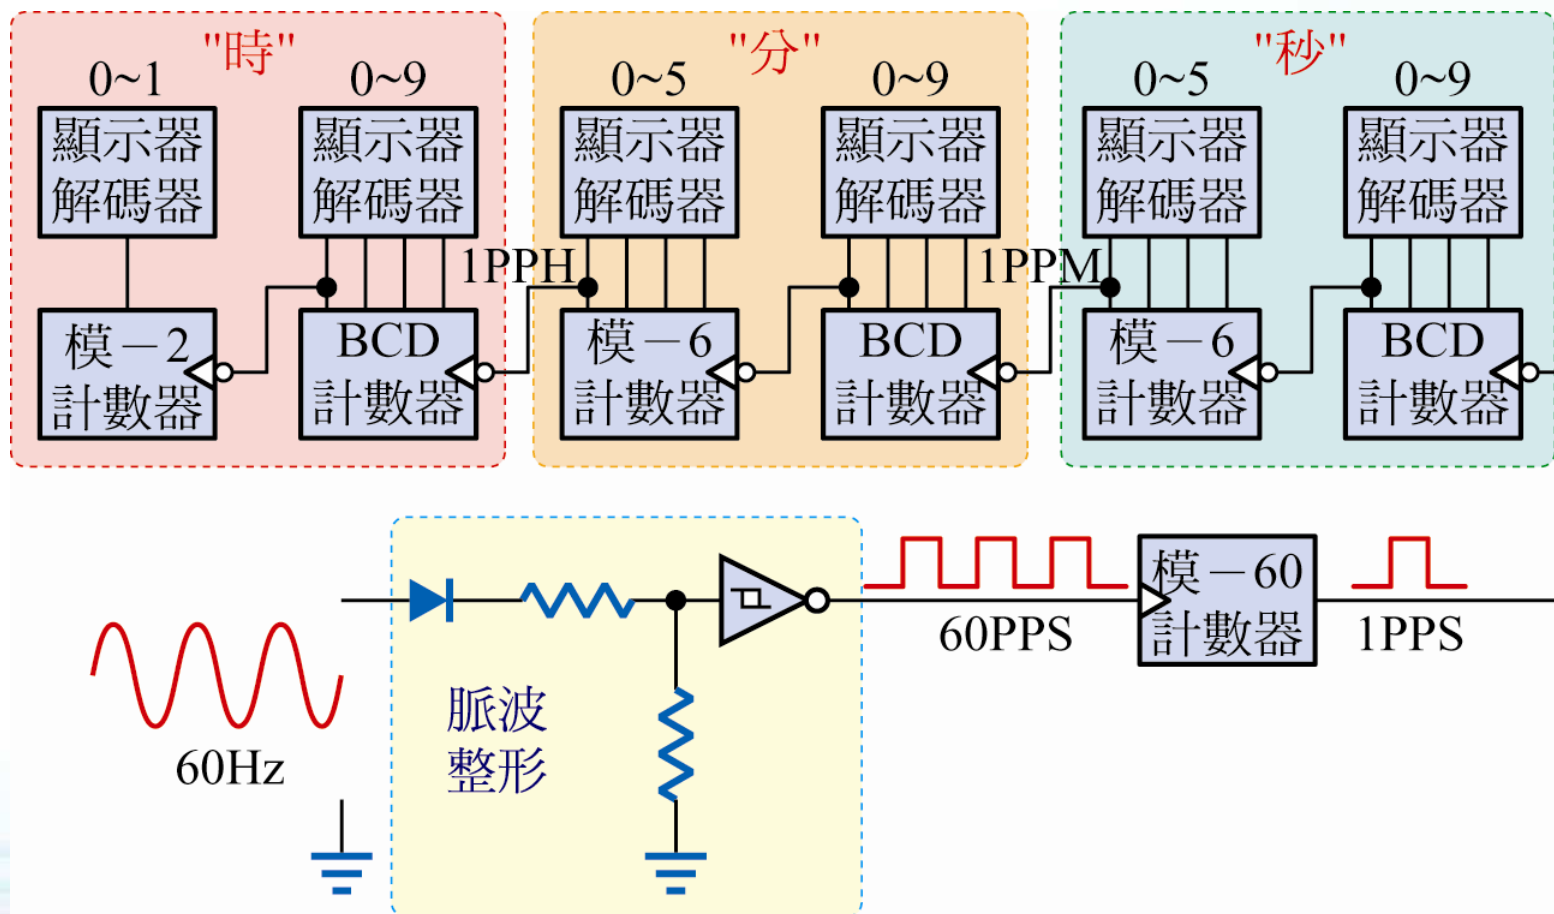 "時"
"分"
"秒"
0~1
0~9
0~5
0~9
0~5
0~9
顯示器
解碼器
顯示器
解碼器
顯示器
解碼器
顯示器
解碼器
顯示器
解碼器
顯示器
解碼器
1PPH
1PPM
模－2
計數器
BCD
計數器
模－6
計數器
BCD
計數器
模－6
計數器
BCD
計數器
60Hz
脈波
整形
60PPS
模－60
計數器
1PPS